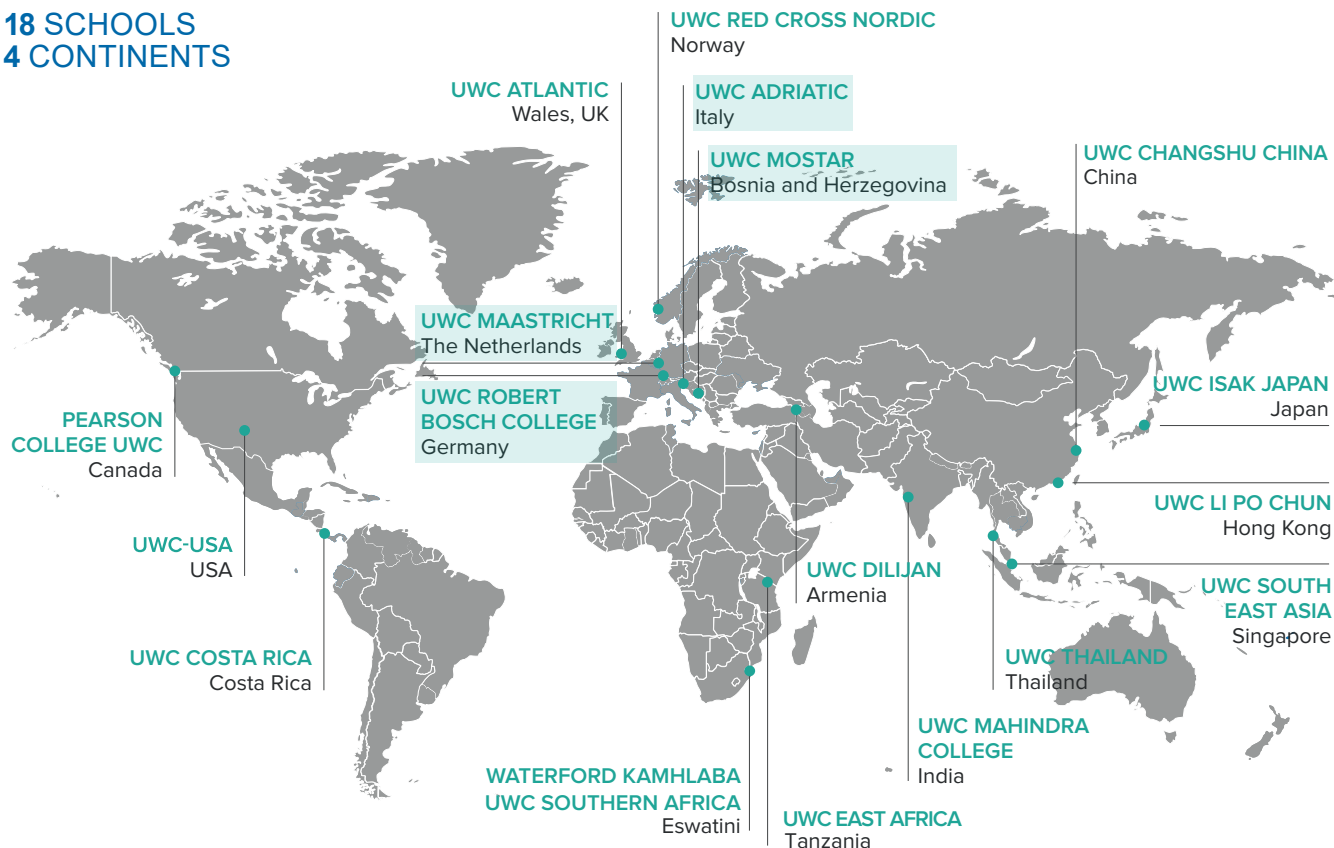 18 SCHOOLS
4 CONTINENTS
UWC RED CROSS NORDIC
Norway
UWC ATLANTIC
Wales, UK
UWC ADRIATIC
Italy
UWC MOSTAR
Bosnia and Herzegovina
UWC CHANGSHU CHINA
China
UWC MAASTRICHT
The Netherlands
UWC ROBERT
BOSCH COLLEGE
Germany
UWC ISAK JAPAN
Japan
PEARSON
COLLEGE UWC
Canada
UWC LI PO CHUN
Hong Kong
UWC-USA
USA
UWC DILIJAN
Armenia
UWC SOUTH
EAST ASIA
Singapore
UWC COSTA RICA
Costa Rica
UWC THAILAND
Thailand
UWC MAHINDRA
COLLEGE
India
WATERFORD KAMHLABA
UWC SOUTHERN AFRICA
Eswatini
UWC EAST AFRICA
Tanzania